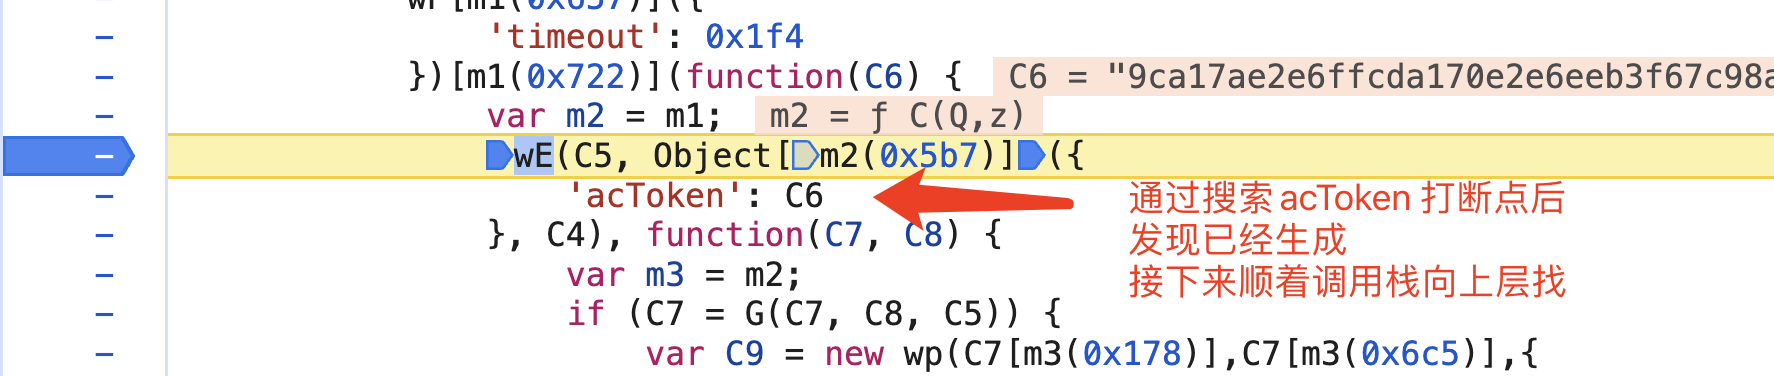 wP[m1(0x657)]({
'timeout': 0x1f4
})[m1(0x722)](function(C6) { C6 = "9ca17ae2e6ffcda170e2e6eeb3f67c98a
var m2 = m1; m2 = ƒ C(Q,z)
wE(C5, Object[m2(0x5b7)]({
'acToken': C6
通过搜索 acToken 打断点后
}, C4), function(C7, C8) {
发现已经生成
var m3 = m2;
接下来顺着调用栈向上层找
if (C7 = G(C7, C8, C5)) {
var C9 = new wp(C7[m3(0x178)],C7[m3(0x6c5)],{